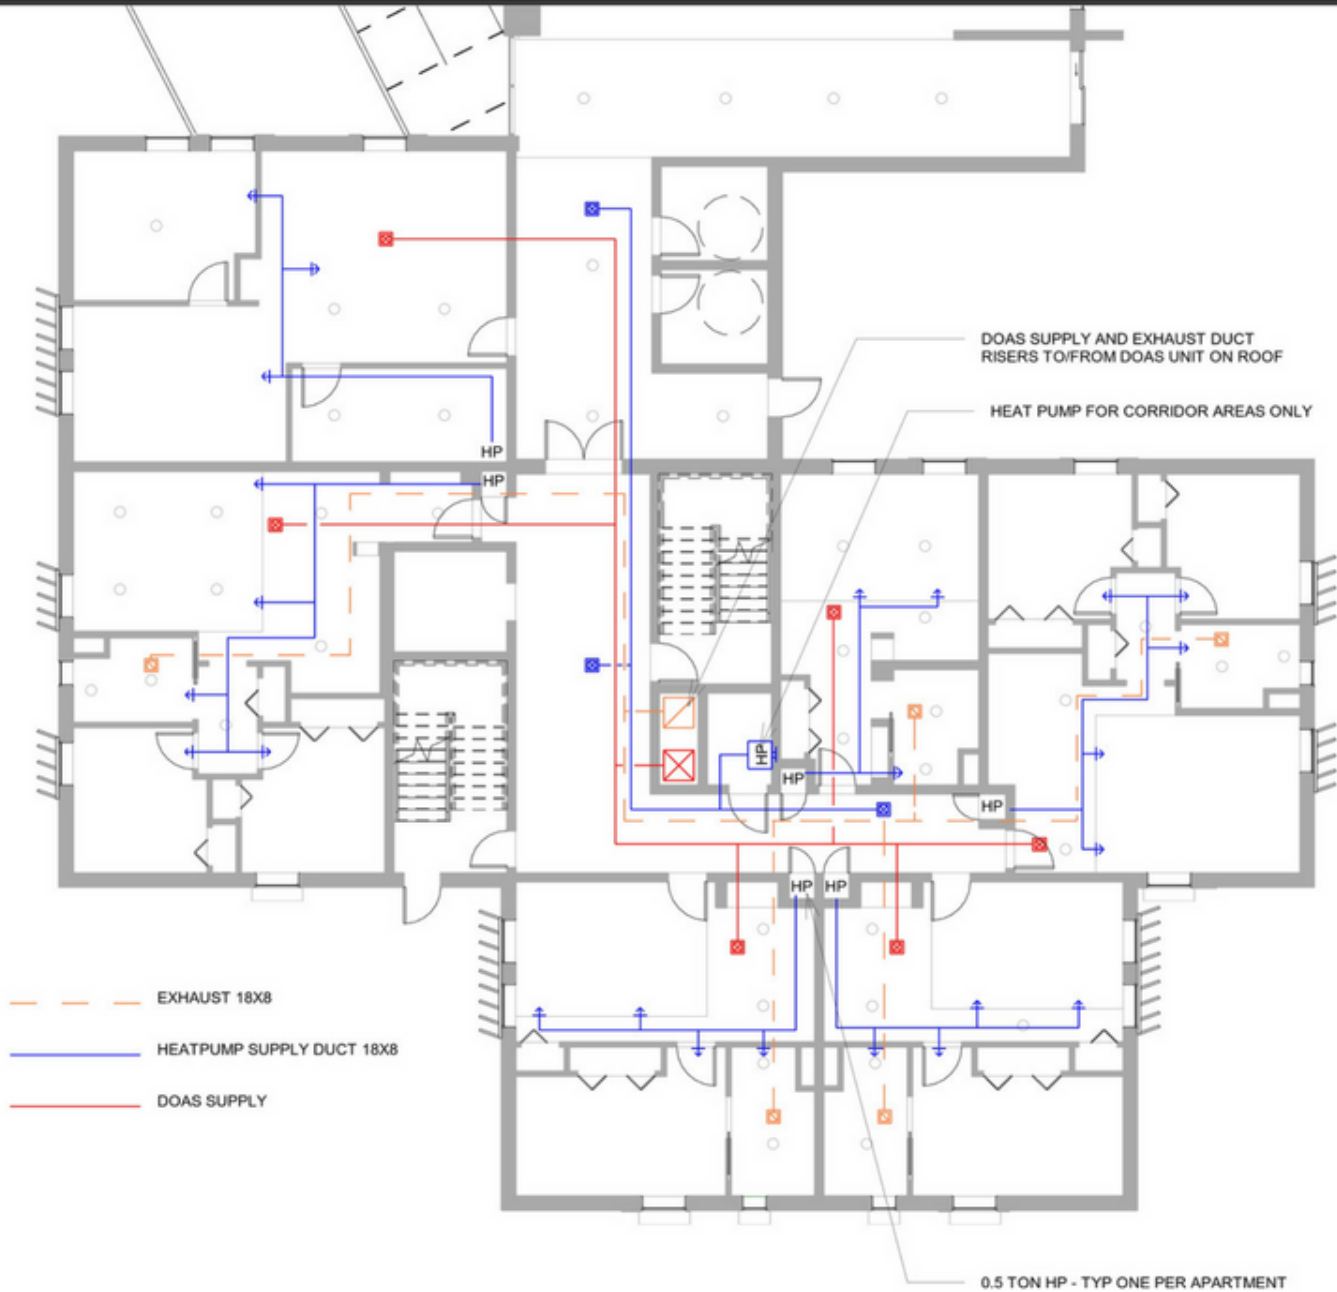 DOAS SUPPLY AND EXHAUST DUCT
RISERS TO/FROM DOAS UNIT ON ROOF
HEAT PUMP FOR CORRIDOR AREAS ONLY
HP
HP
HP
HP
HP
HP
HP
EXHAUST 18X8
HEATPUMP SUPPLY DUCT 18X8
DOAS SUPPLY
0.5 TON HP - TYP ONE PER APARTMENT